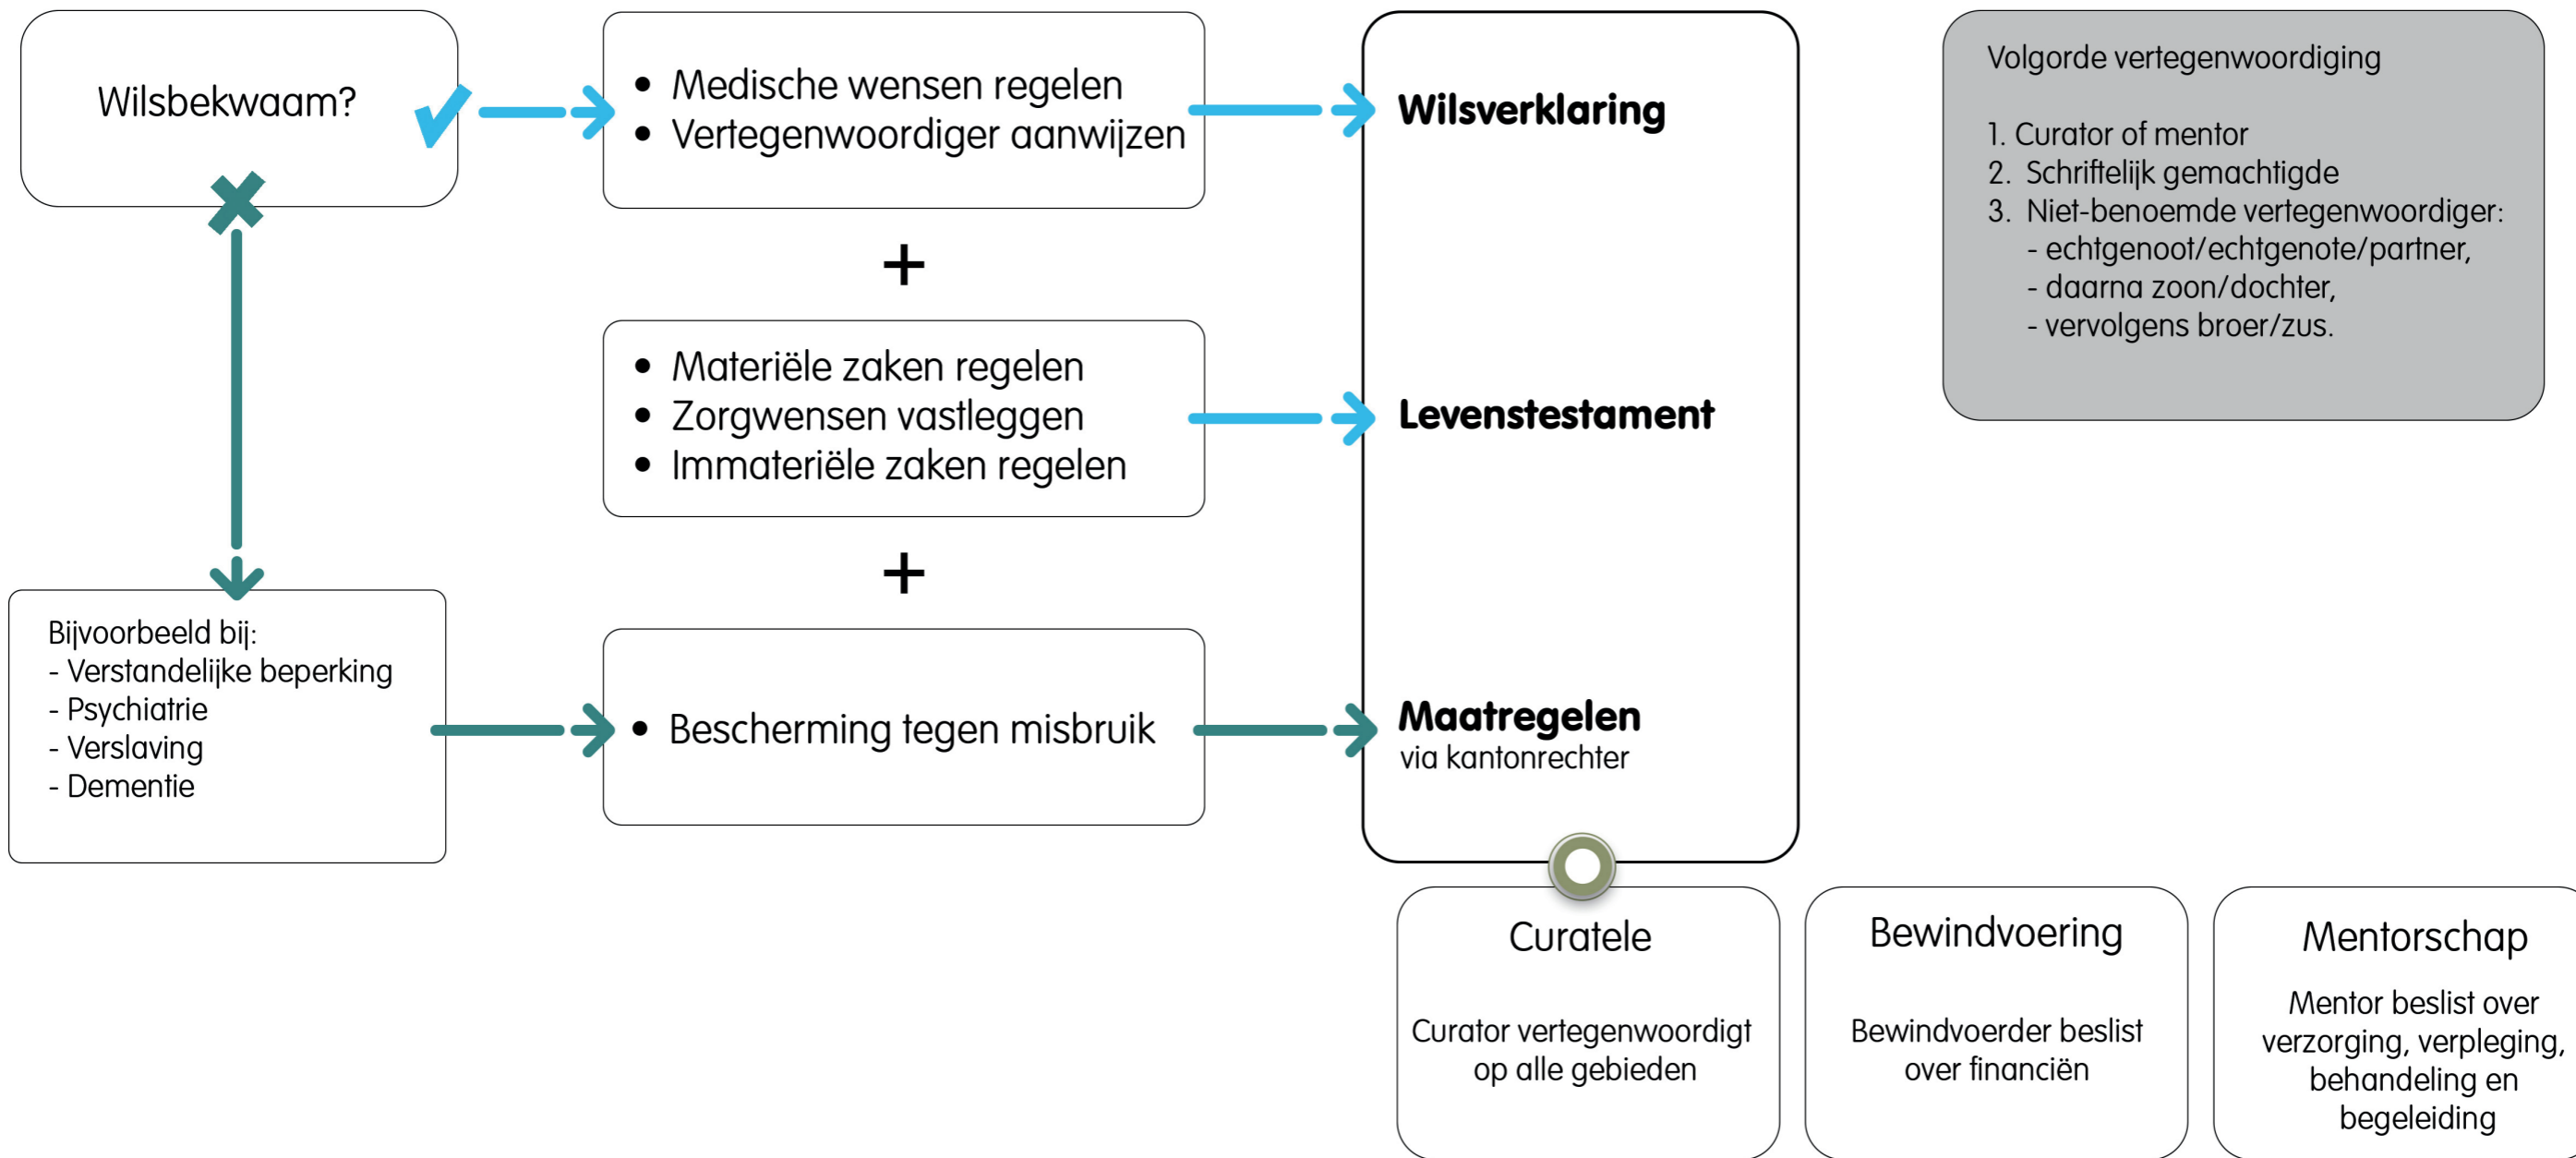 Wilsbekwaam?
• Medische wensen regelen
• Vertegenwoordiger aanwijzen
Wilsverklaring
+
• Materiële zaken regelen
• Zorgwensen vastleggen
• Immateriële zaken regelen
Levenstestament
+
Bijvoorbeeld bij:
- Verstandelijke beperking
- Psychiatrie
- Verslaving
- Dementie
• Bescherming tegen misbruik
Maatregelen
via kantonrechter
Volgorde vertegenwoordiging
1. Curator of mentor
2. Schriftelijk gemachtigde
3. Niet-benoemde vertegenwoordiger:
- echtgenoot/echtgenote/partner,
- daarna zoon/dochter,
- vervolgens broer/zus.
Curatele
Curator vertegenwoordigt
op alle gebieden
Bewindvoering
Bewindvoerder beslist
over financiën
Mentorschap
Mentor beslist over
verzorging, verpleging,
behandeling en
begeleiding